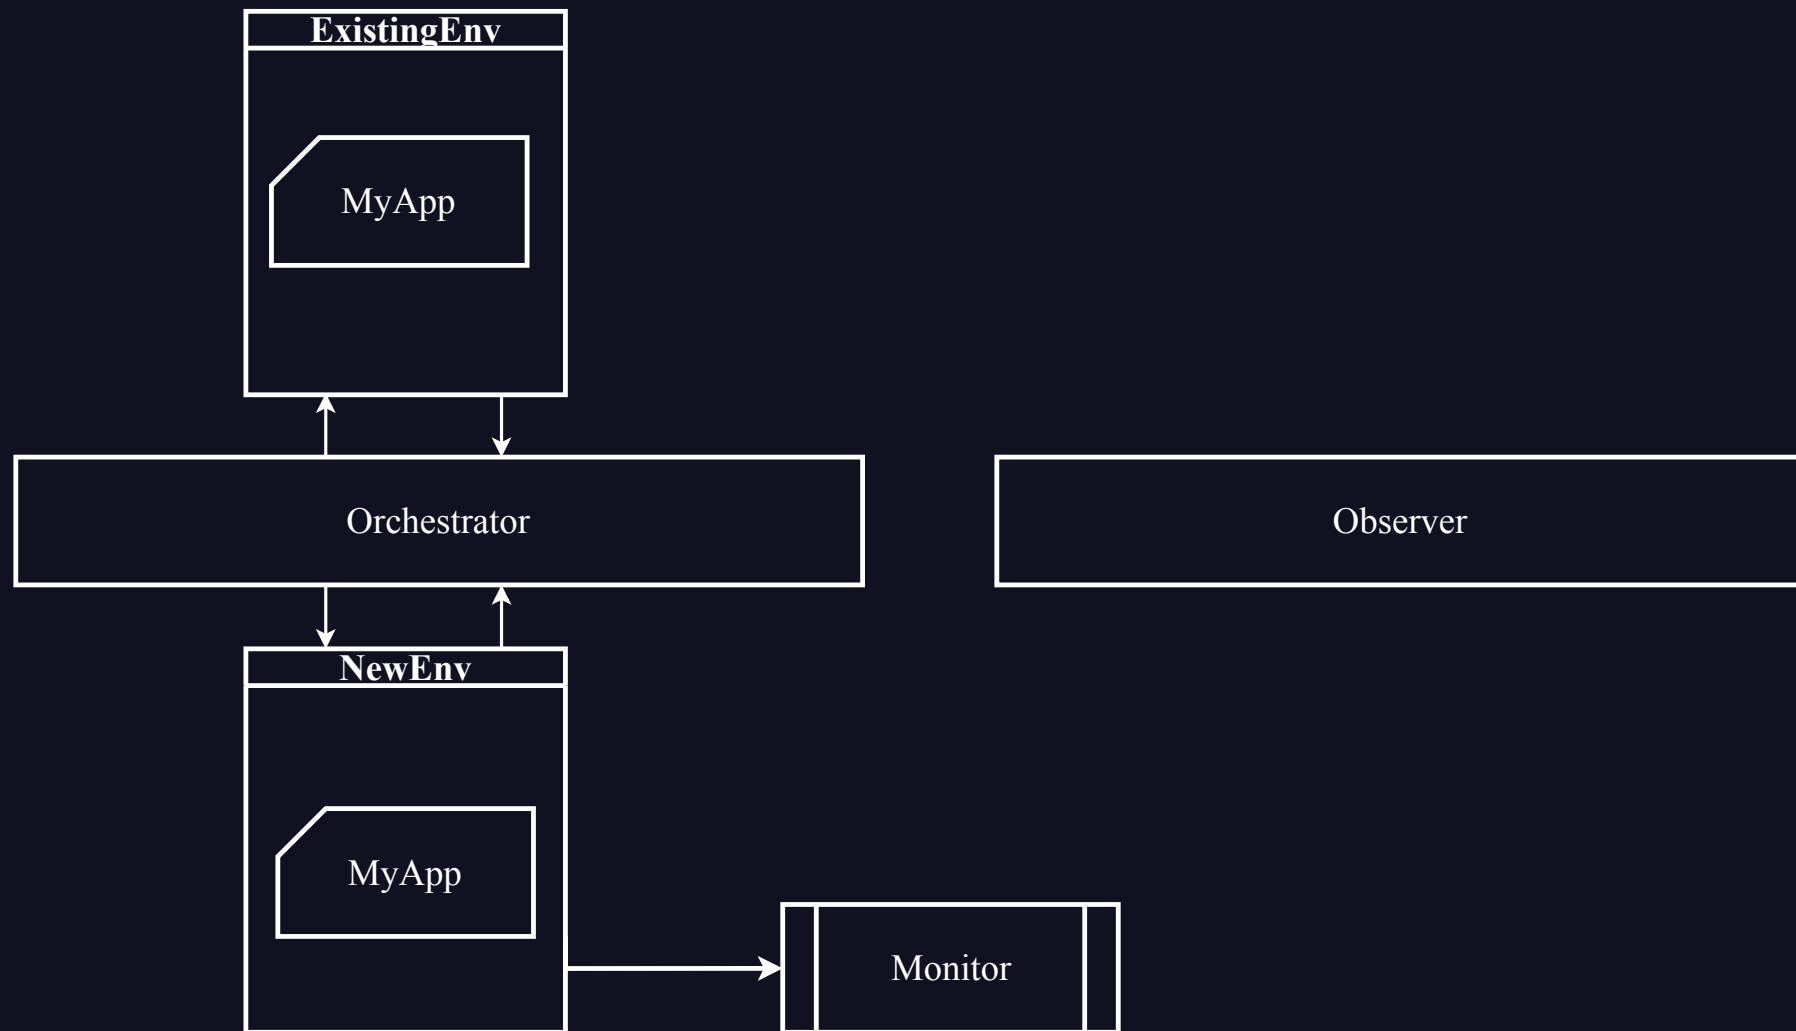 ExistingEnv
MyApp
Orchestrator
Observer
NewEnv
MyApp
Monitor